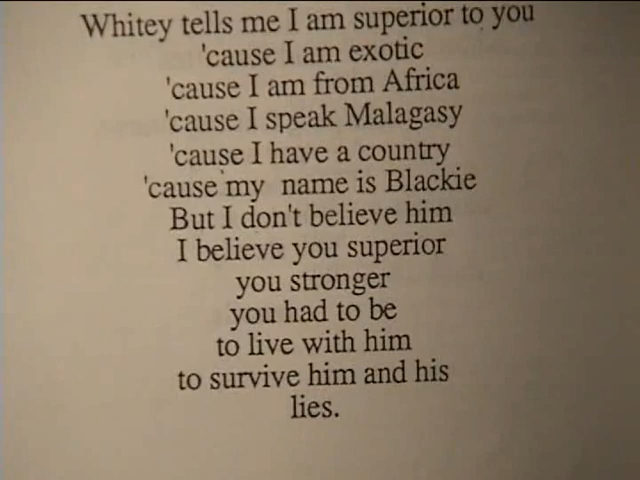 Whitey tells me I am superior to you
'cause I am exotic
'cause I am from Africa
'cause I speak Malagasy
'cause I have a country
'cause my name is Blackie
But I don't believe him
I believe you superior
you stronger
you had to be
to live with him
to survive him and his
lies.